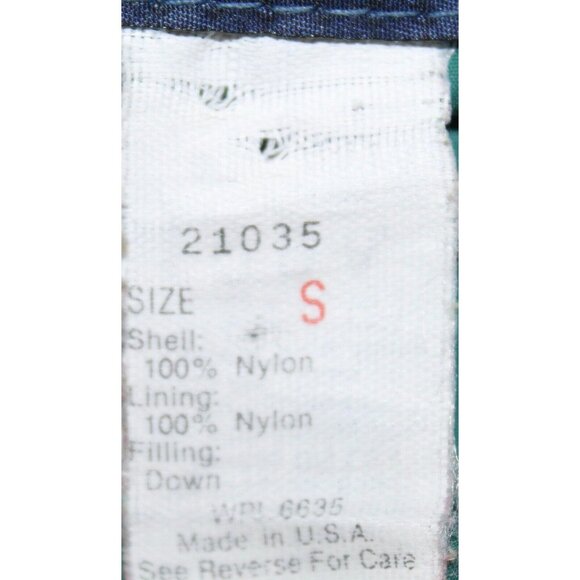 21035
SIZE S
Shell:
100% Nylon
Lining:
100% Nylon
Filling:
Down
WPL 6635
Made in U.S.A.
See Reverse For Care